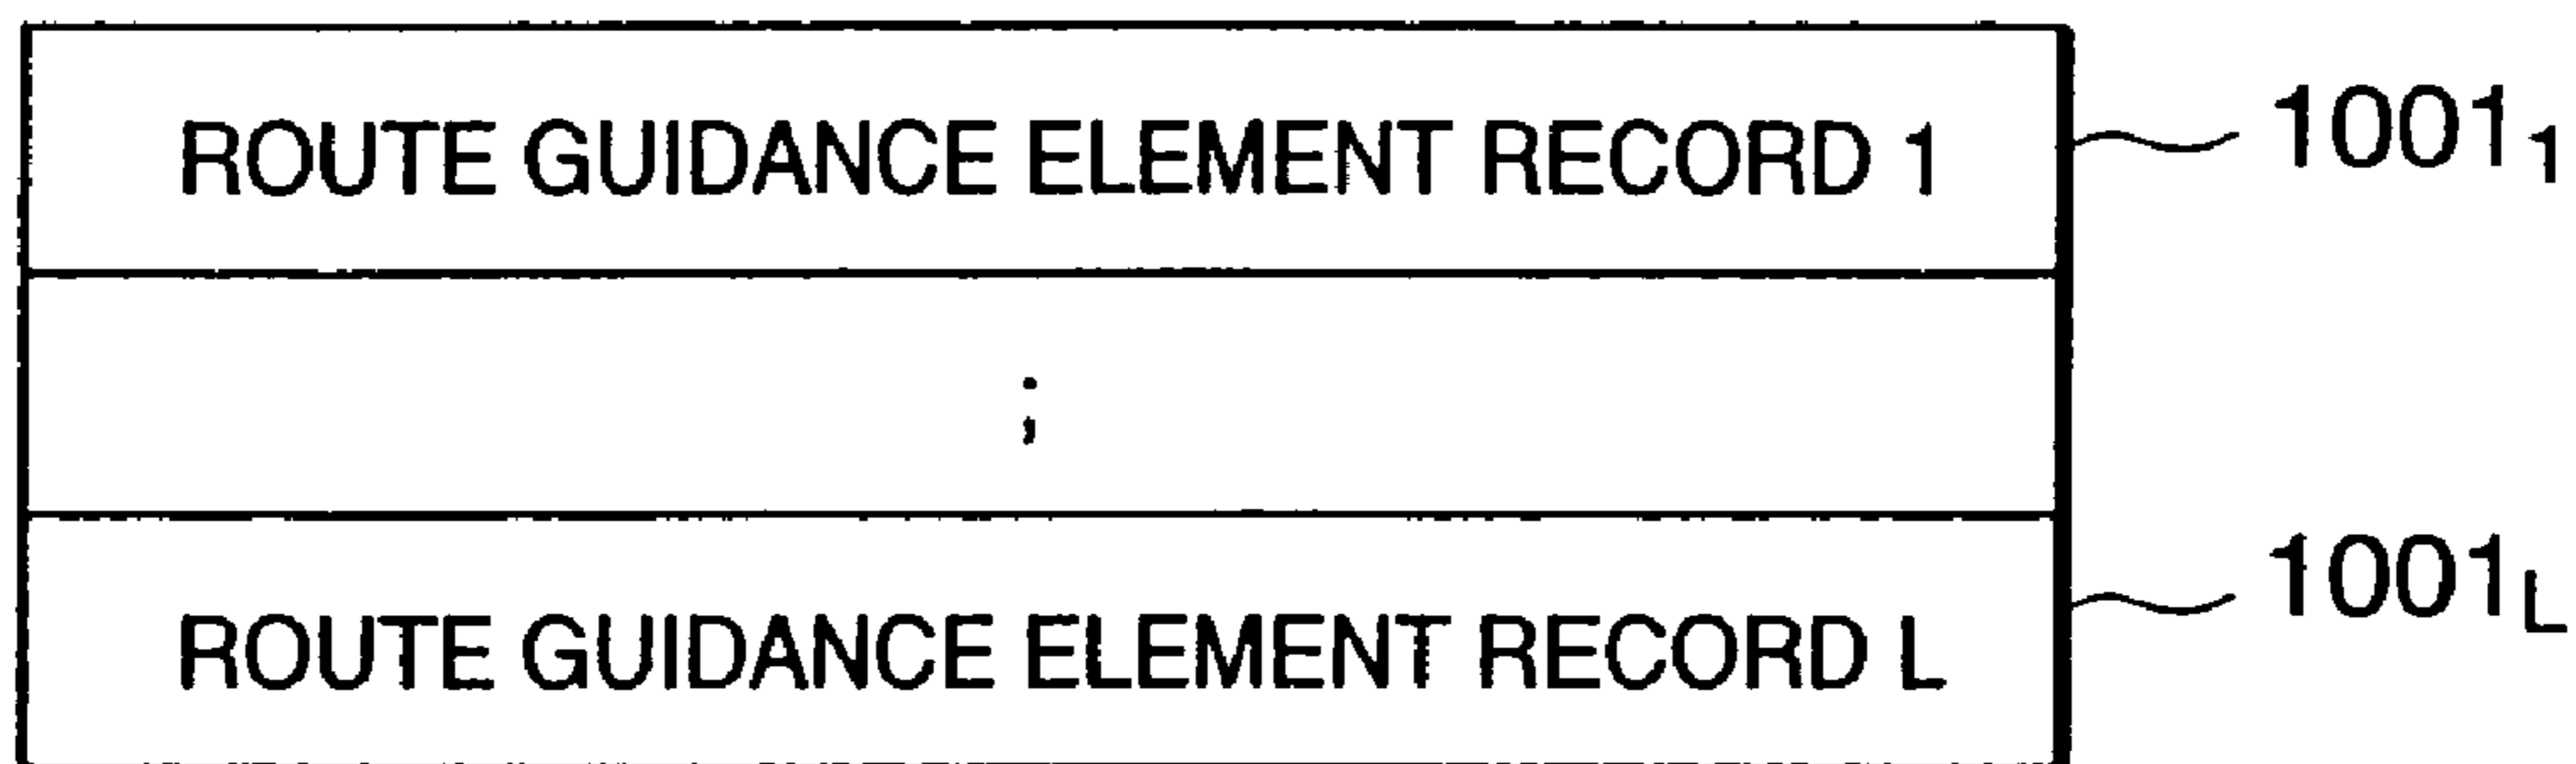 ROUTE GUIDANCE ELEMENT RECORD 1 1001₁
;
ROUTE GUIDANCE ELEMENT RECORD L 1001L